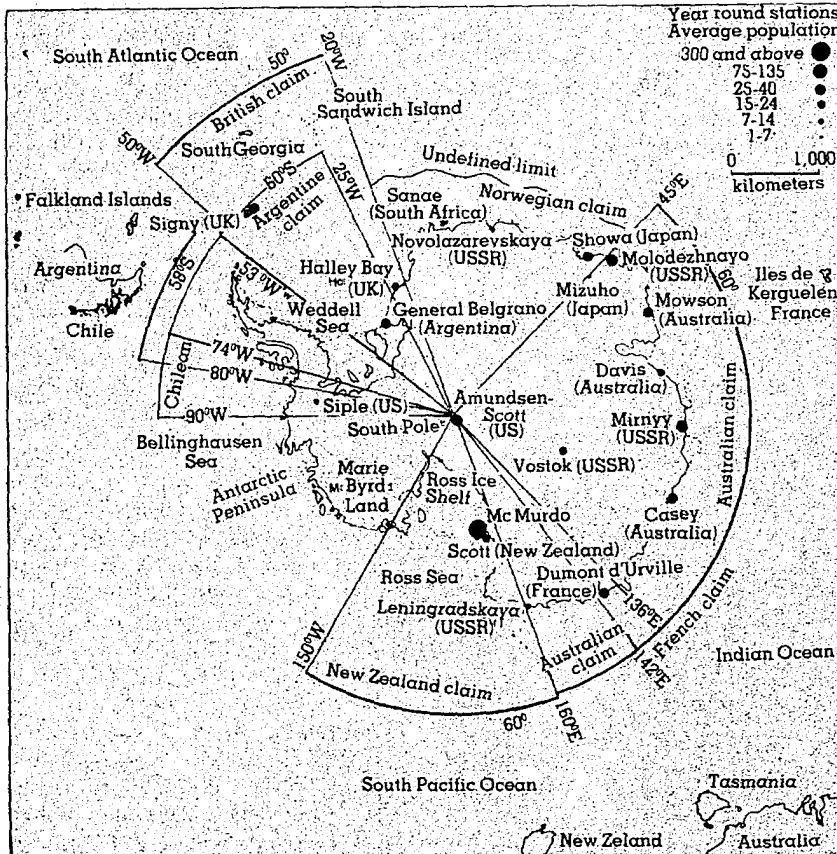 Year round stations
Average population
300 and above
75-135
25-40
15-24
7-14
1-7
0 1,000
kilometers
South Atlantic Ocean
50°
20°W
British claim
South
Sandwich Island
50°W
South Georgia
60°S
25°W
Undefined limit
Falkland Islands
Argentine
claim
Sanae
(South Africa)
Norwegian claim
45°E
Signy (UK)
Novolazarevskaya
(USSR)
Showa (Japan)
Molodezhnayo
(USSR)
60°
Argentina
58°S
53°W
Halley Bay
(UK)
Mizuho
(Japan)
Iles de
Kerguelen
France
Chile
Weddell
Sea
General Belgrano
(Argentina)
Mowson
(Australia)
74°W
80°W
Chilean
Davis
(Australia)
90°W
Siple (US)
South Pole
Amundsen-
Scott
(US)
Mirnyy
(USSR)
Australian claim
Bellinghausen
Sea
Vostok (USSR)
Antarctic
Peninsula
Marie
Byrd
Land
Ross Ice
Shelf
Mc Murdo
Casey
(Australia)
Scott (New Zealand)
Ross Sea
Dumont d'Urville
(France)
Leningradskaya
(USSR)
136°E
French claim
150°W
Australian
claim
142°E
Indian Ocean
New Zealand claim
60°
160°E
South Pacific Ocean
Tasmania
New Zeland
Australia